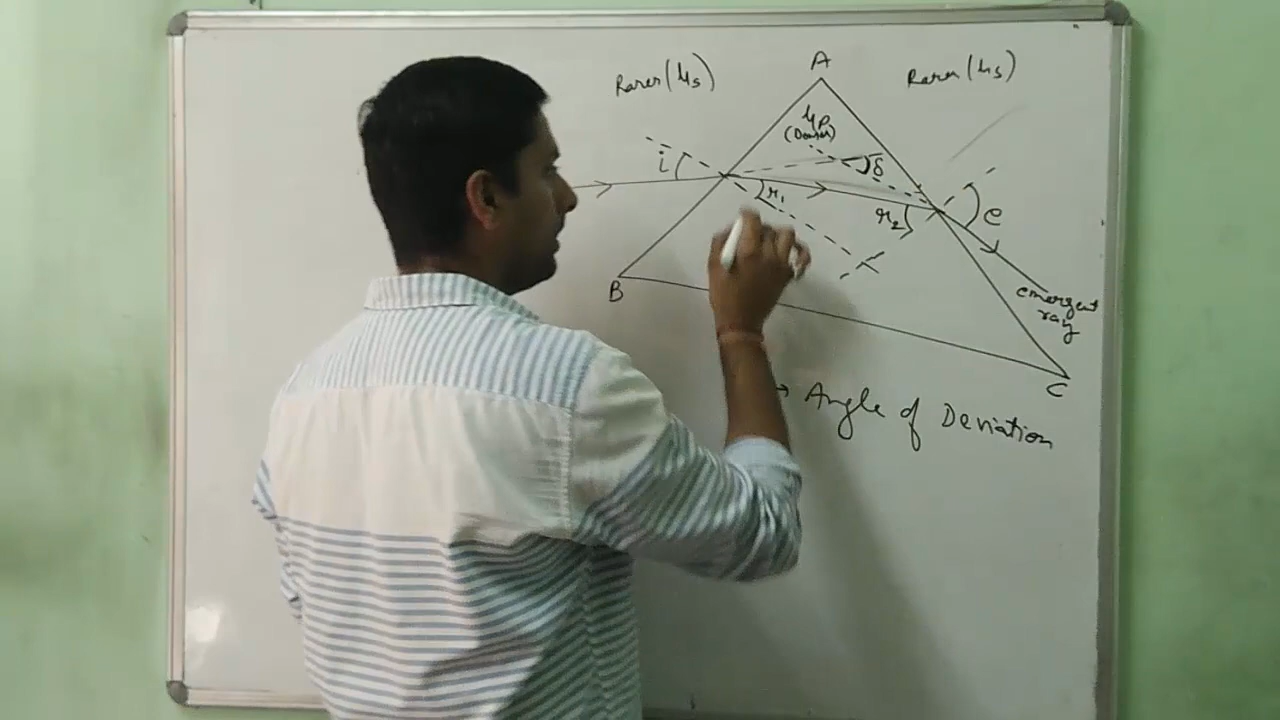 A
Rarer (μs)
Rarer (μs)
μP
(Denser)
i
δ
r₁
r₂
e
emergent
ray
B
C
→ Angle of Deviation